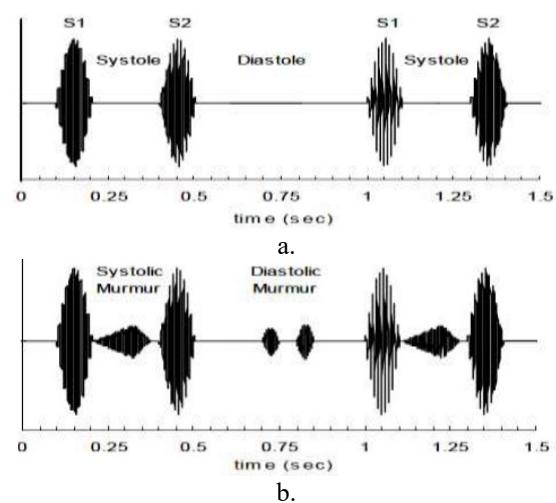 S1 S2 S1 S2
Systole Diastole Systole
0 0.25 0.5 0.75 1 1.25 1.5
time (sec)
a.
Systolic Murmur Diastolic Murmur
0 0.25 0.5 0.75 1 1.25 1.5
time (sec)
b.